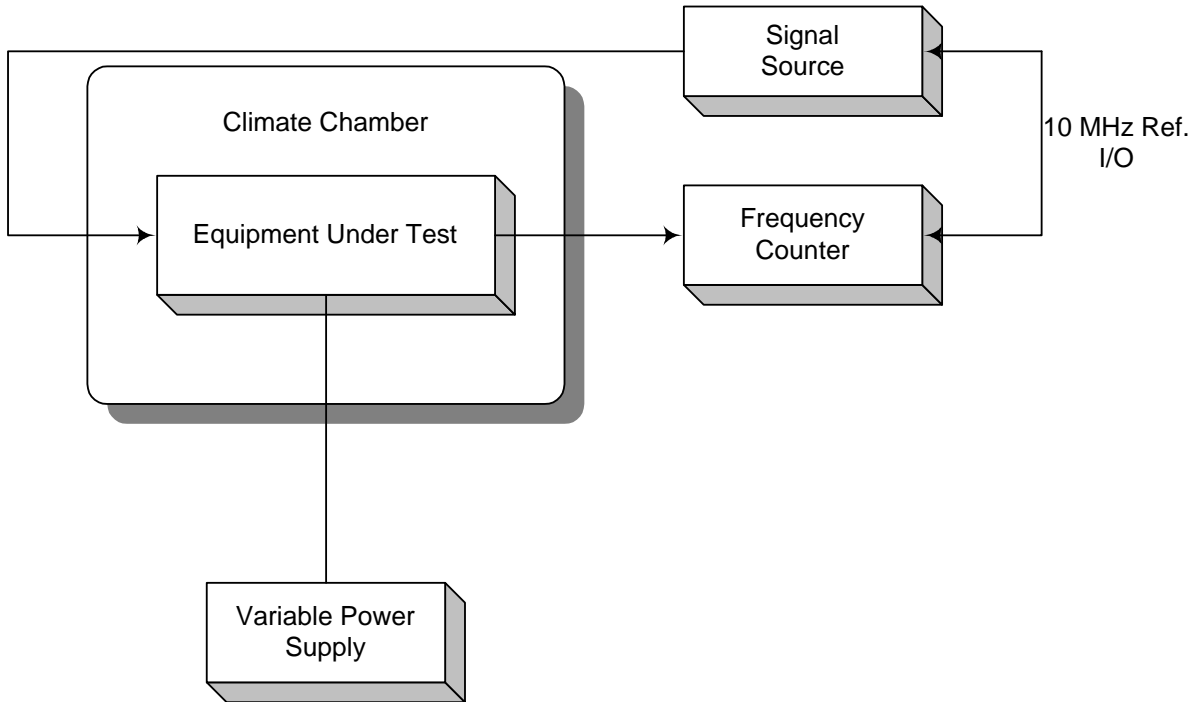 Signal
Source
Climate Chamber
10 MHz Ref.
I/O
Equipment Under Test
Frequency
Counter
Variable Power
Supply